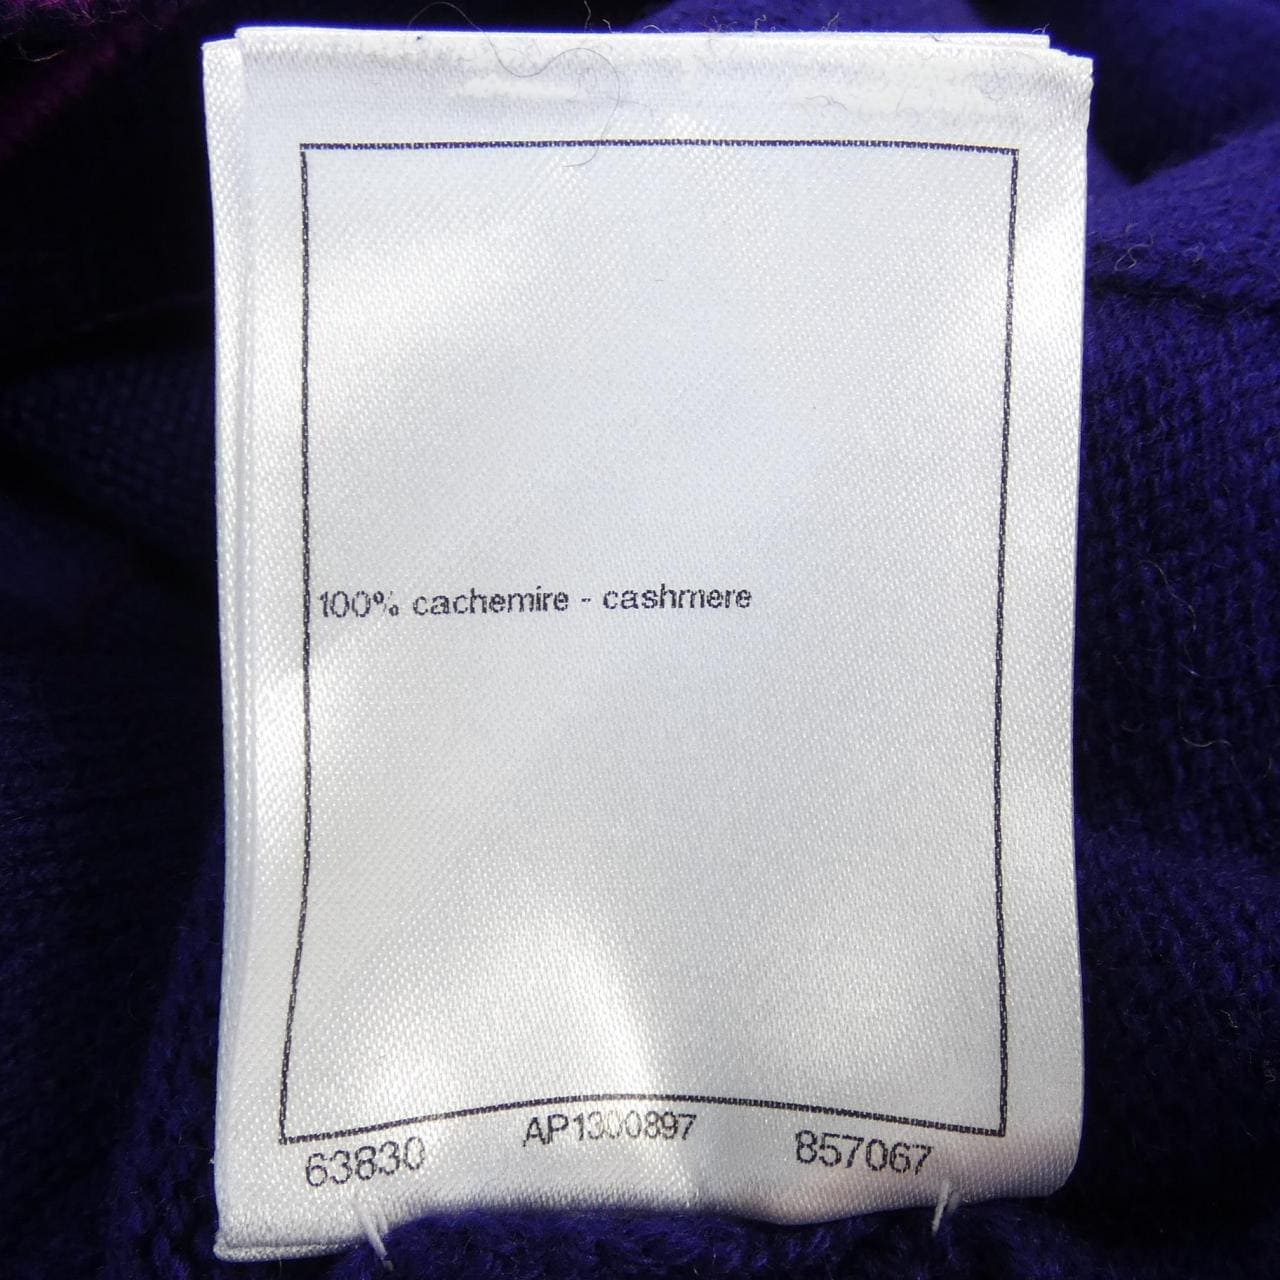 100% cachemire - cashmere
63830 AP1300897 857067